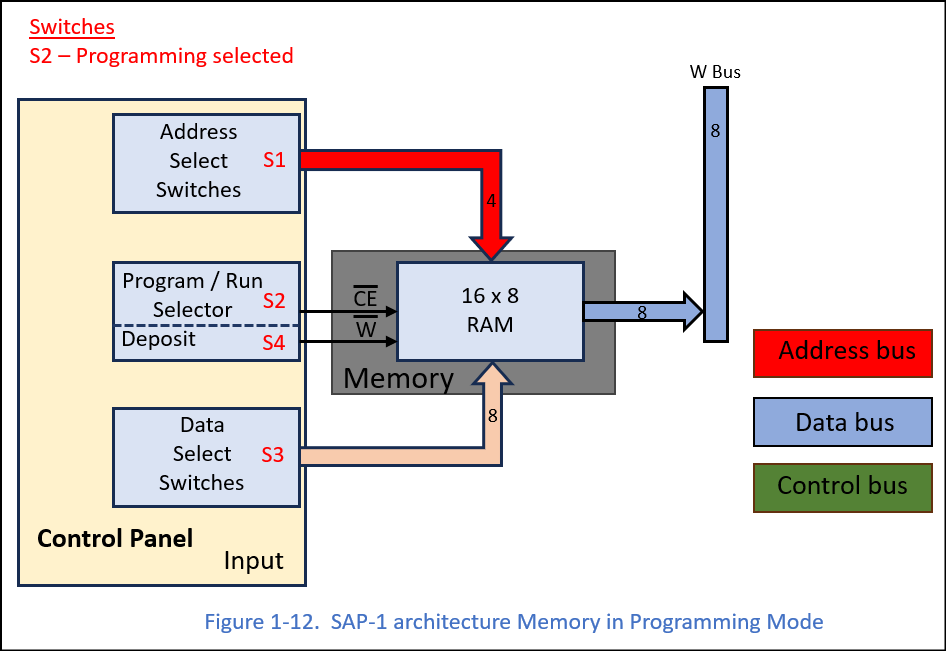 Switches
S2 – Programming selected
W Bus
8
Address
Select
Switches
S1
4
Program / Run
Selector
S2
Deposit
S4
C̅E̅
W̅
16 x 8
RAM
8
Memory
8
Data
Select
Switches
S3
Control Panel
Input
Address bus
Data bus
Control bus
Figure 1-12. SAP-1 architecture Memory in Programming Mode